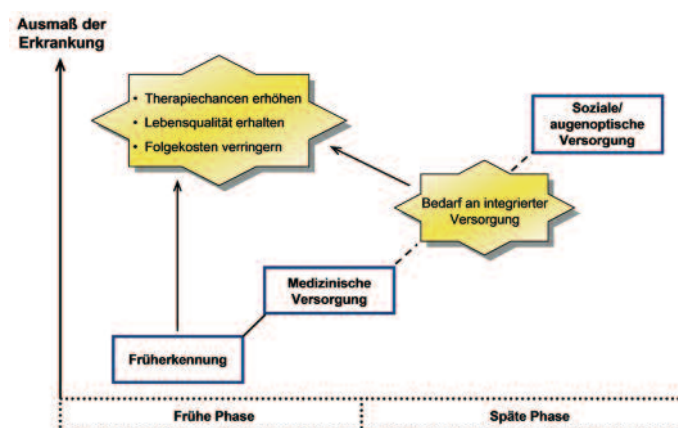 Ausmaß der
Erkrankung
• Therapiechancen erhöhen
• Lebensqualität erhalten
• Folgekosten verringern
Soziale/
augenoptische
Versorgung
Bedarf an integrierter
Versorgung
Medizinische
Versorgung
Früherkennung
Frühe Phase
Späte Phase